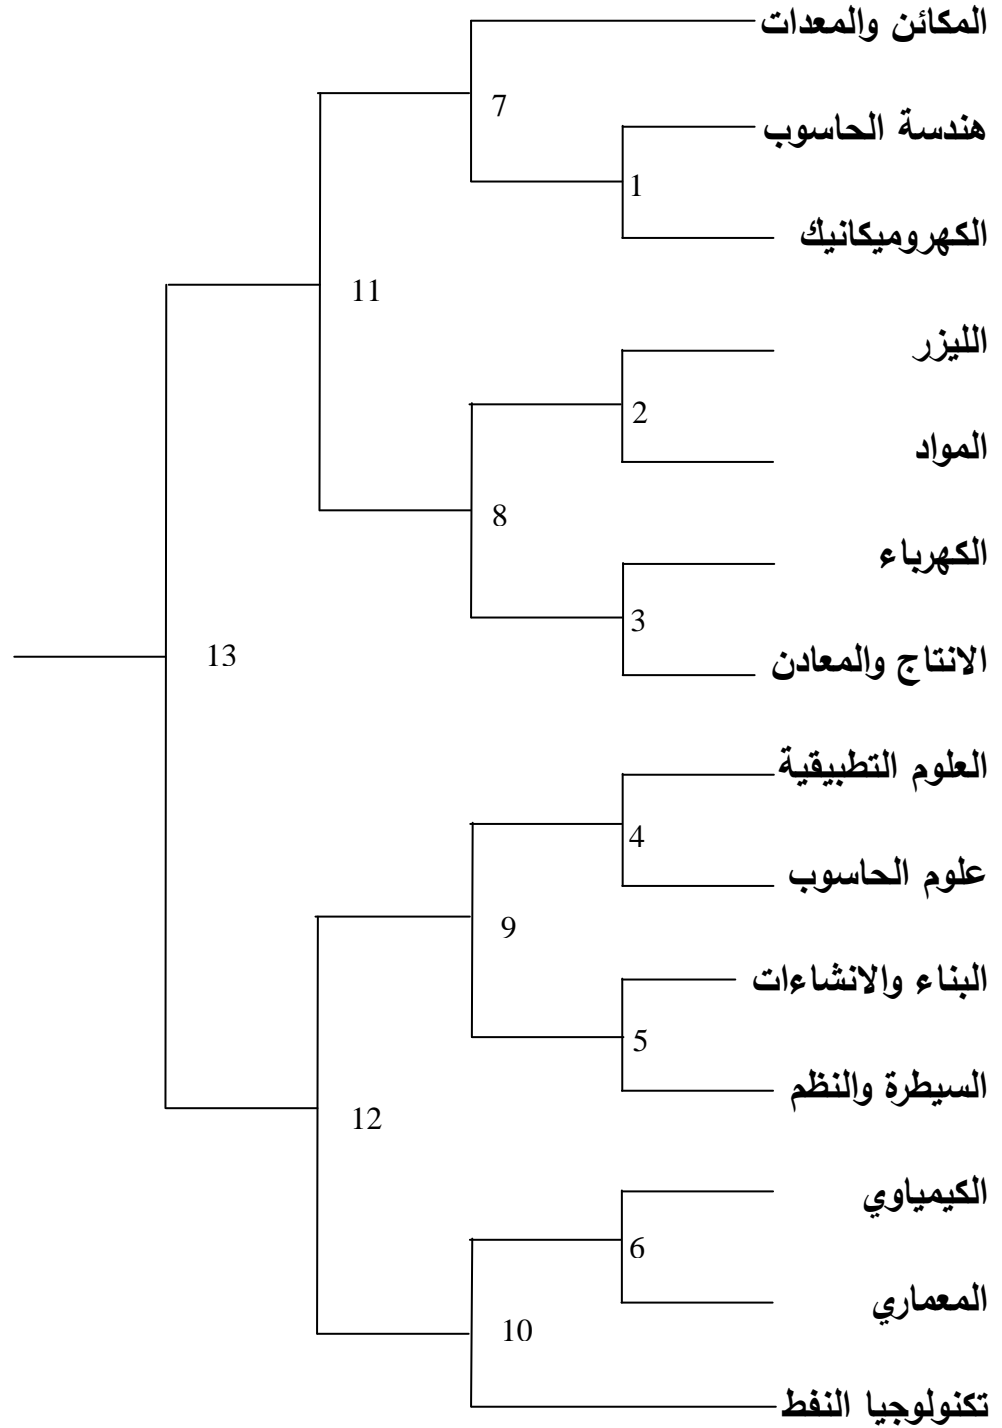 المكائن والمعدات
7
هندسة الحاسوب
1
الكهروميكانيك
11
الليزر
2
المواد
8
الكهرباء
3
الانتاج والمعادن
13
العلوم التطبيقية
4
علوم الحاسوب
9
البناء والانشاءات
5
السيطرة والنظم
12
الكيمياوي
6
المعماري
10
تكنولوجيا النفط